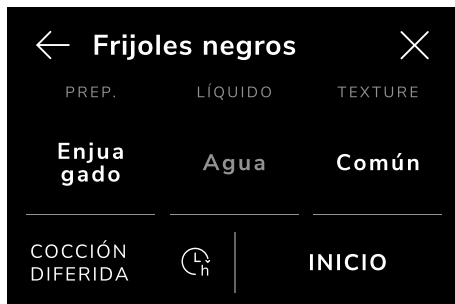 Frijoles negros
PREP. LÍQUIDO TEXTURE
Enjua
gado
Agua
Común
COCCIÓN
DIFERIDA
h
INICIO